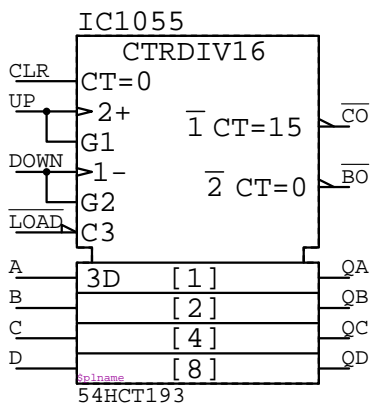 IC1055
CTRDIV16
CLR CT=0
UP 2+
G1
1 CT=15 CO
DOWN 1-
G2
2 CT=0 BO
LOAD C3
A 3D [1] QA
B [2] QB
C [4] QC
D [8] QD
$plname
54HCT193